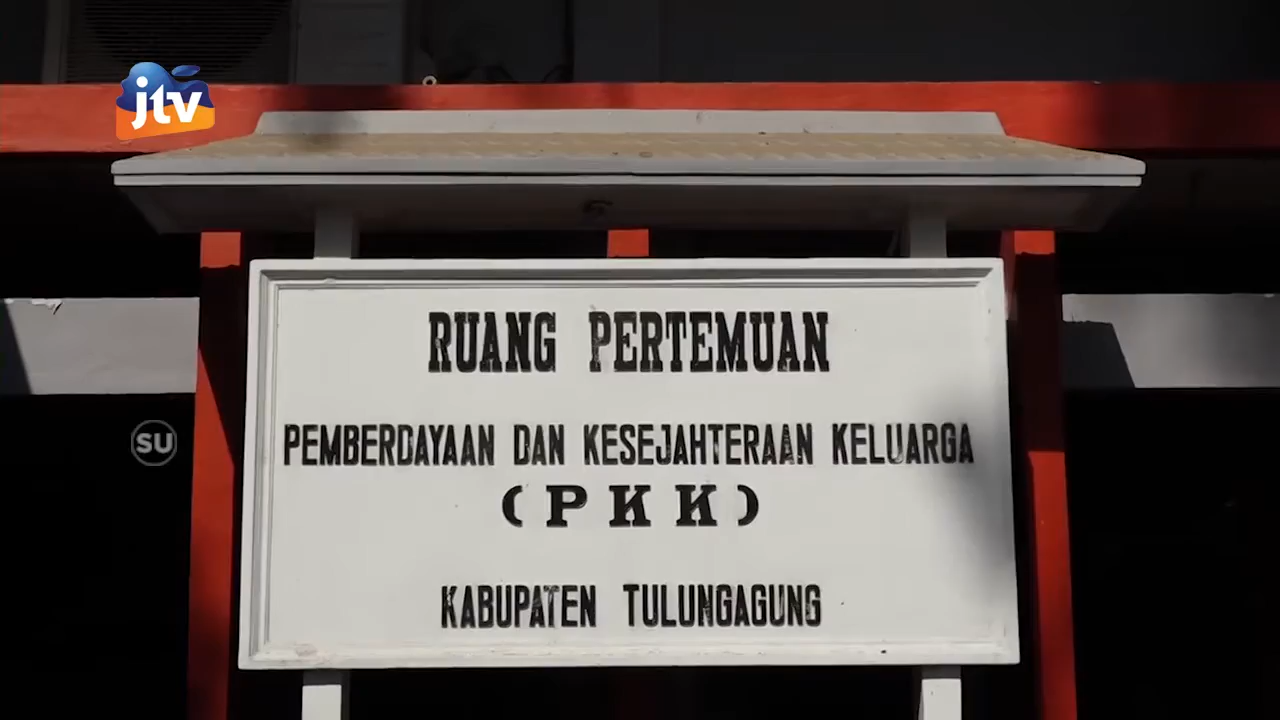 jtv
RUANG PERTEMUAN
PEMBERDAYAAN DAN KESEJAHTERAAN KELUARGA
(PKK)
KABUPATEN TULUNGAGUNG
SU